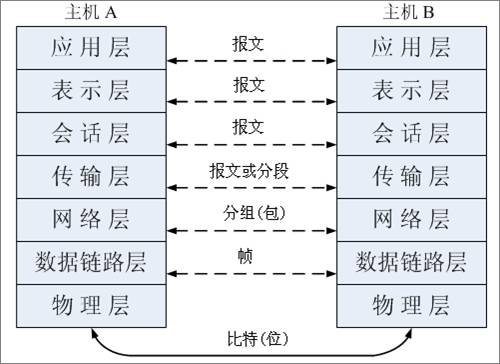 主机 A 主机 B
应用层 报文 应用层
表示层 报文 表示层
会话层 报文 会话层
传输层 报文或分段 传输层
网络层 分组(包) 网络层
数据链路层 帧 数据链路层
物理层 物理层
比特(位)